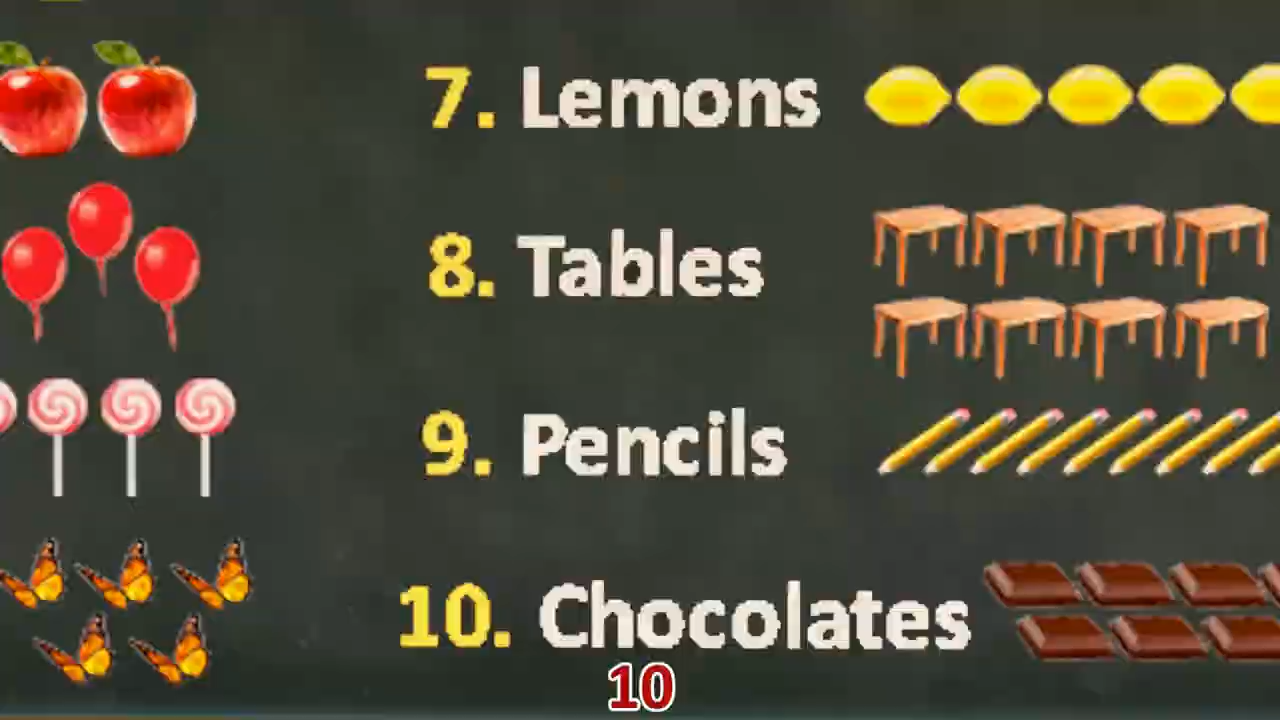 7. Lemons
8. Tables
9. Pencils
10. Chocolates
10